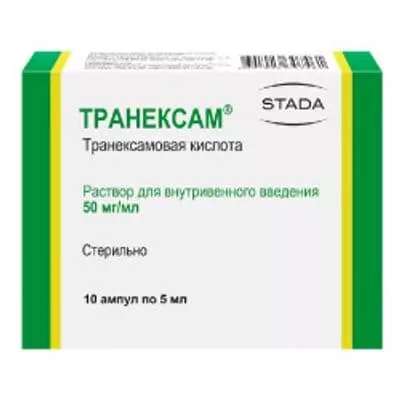 ТРАНЕКСАМ®
STADA
Транексамовая кислота
Раствор для внутривенного введения
50 мг/мл
Стерильно
10 ампул по 5 мл